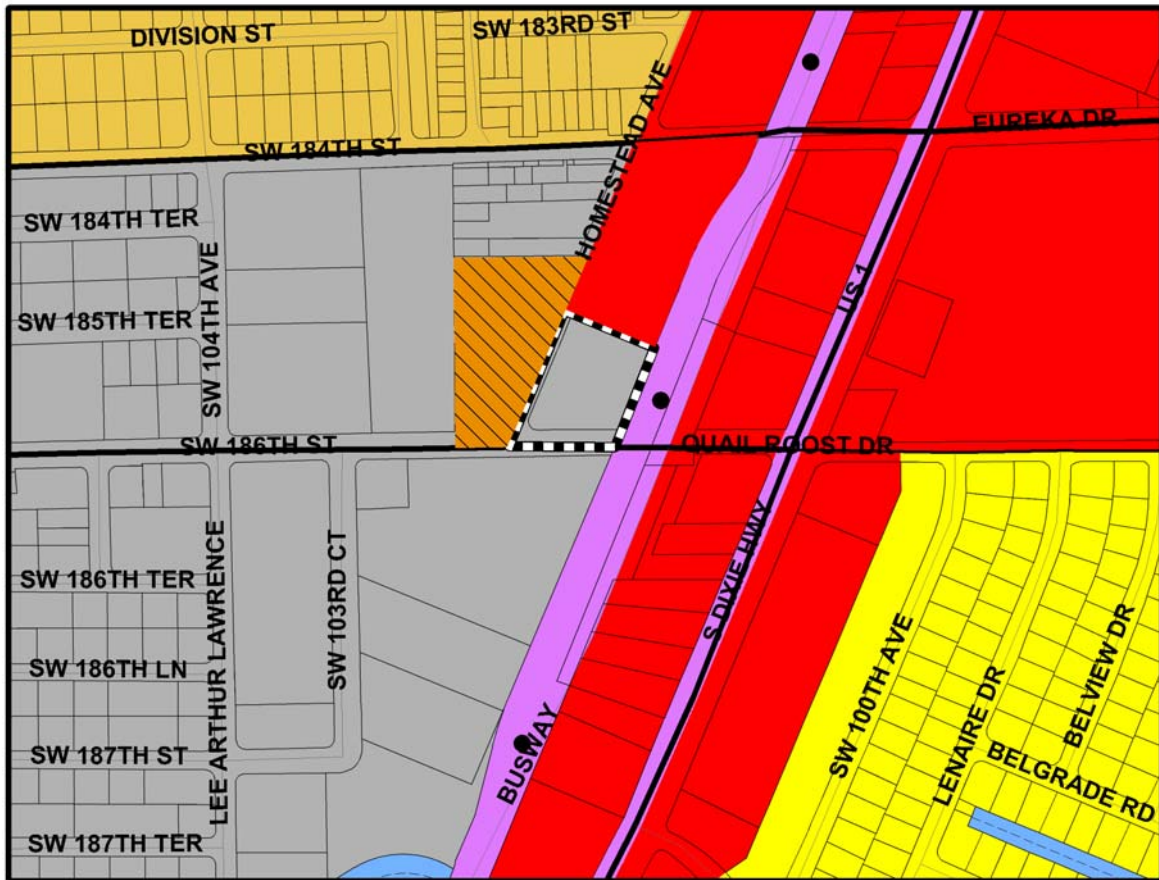 DIVISION ST
SW 183RD ST
HOMESTEAD AVE
EUREKA DR
SW 184TH ST
SW 184TH TER
SW 104TH AVE
US 1
SW 185TH TER
SW 186TH ST
QUAIL ROOST DR
LEE ARTHUR LAWRENCE
SW 103RD CT
S DIXIE HWY
SW 186TH TER
SW 100TH AVE
BELVIEW DR
SW 186TH LN
LENAIRE DR
BUSWAY
SW 187TH ST
BELGRADE RD
SW 187TH TER